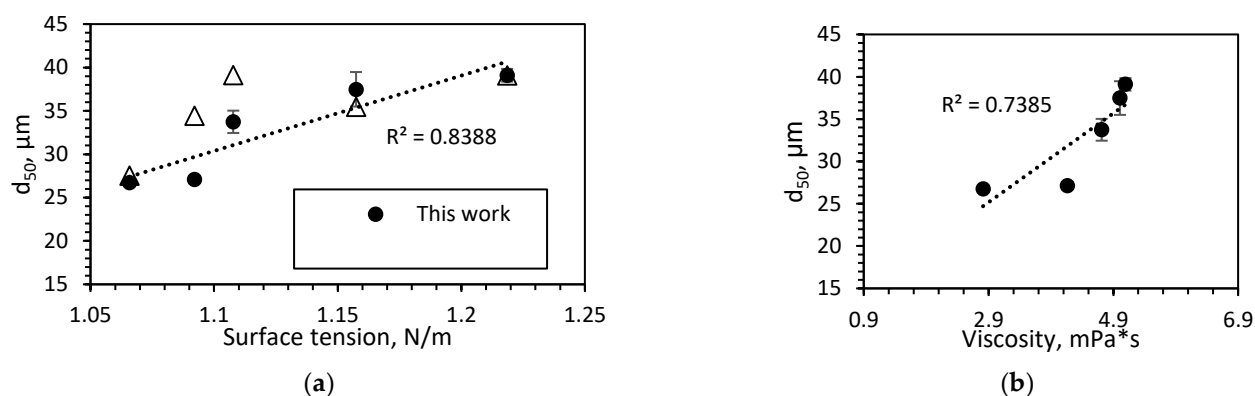 45
40
35
30
25
20
15
d₅₀, µm
R² = 0.8388
This work
1.05
1.1
1.15
1.2
1.25
Surface tension, N/m
(a)
45
40
35
30
25
20
15
d₅₀, µm
R² = 0.7385
0.9
2.9
4.9
6.9
Viscosity, mPa*s
(b)